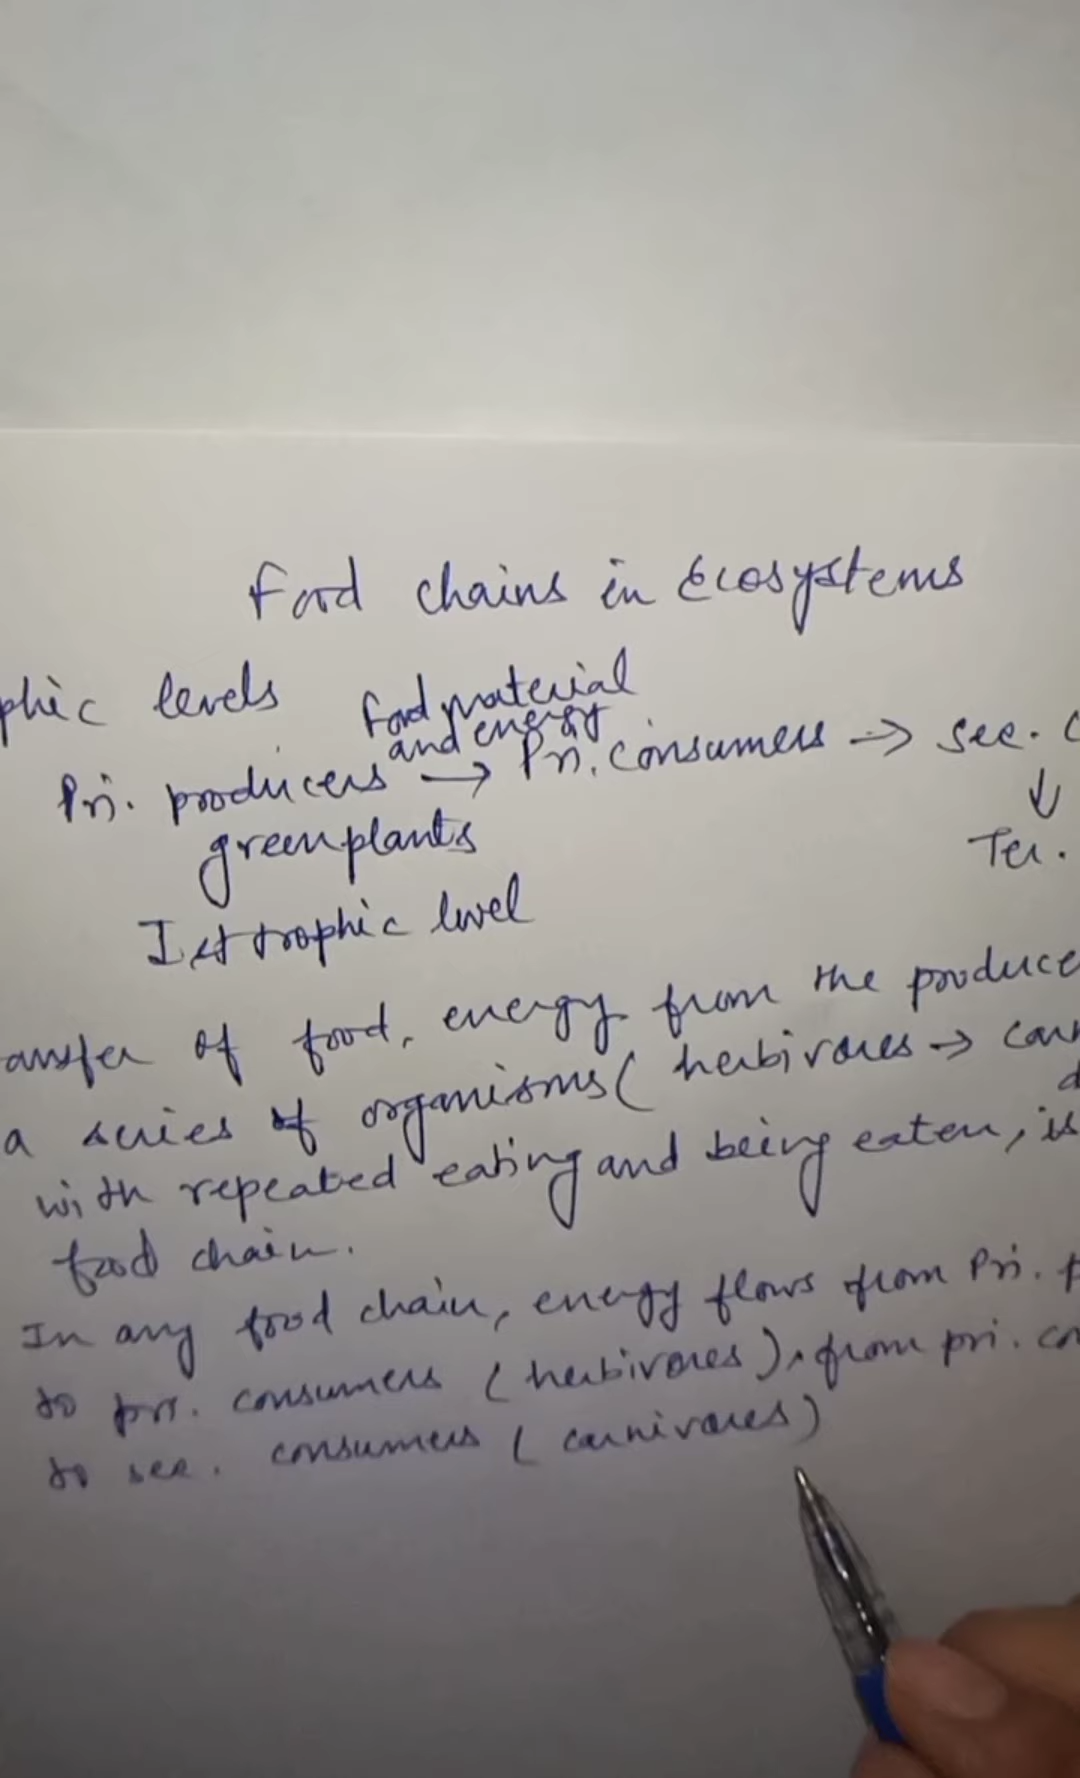 Food chains in Ecosystems
phic levels
Food material
and energy
Pri. producers → Pri. consumers → sec. c
↓
green plants
Ter.
Ist trophic level
ansfer of food, energy from the produce
a series of organisms ( herbivores → car
with repeated eating and being eaten, is
food chain.
In any food chain, energy flows from Pri. p
to pri. consumers ( herbivores ), from pri. co
to sec. consumers ( carnivores )